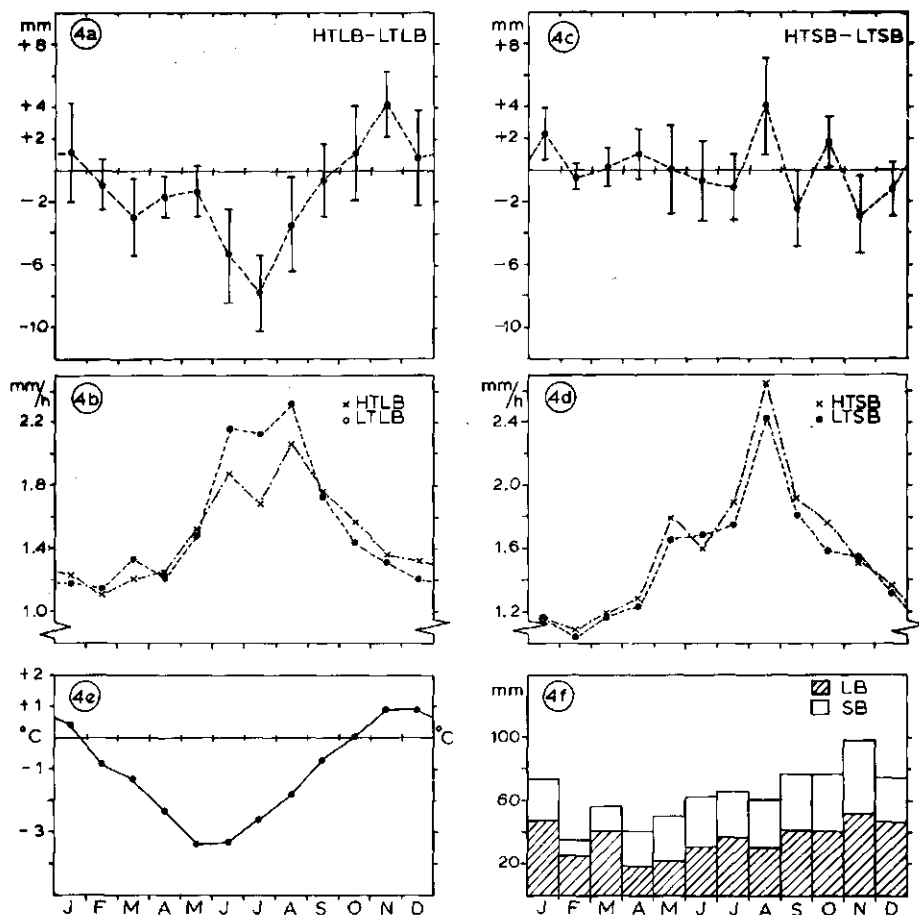 mm
4a
HTLB-LTLB
+8
+4
+2
-2
-6
-10
mm
4c
HTSB-LTSB
+8
+4
+2
-2
-6
-10
mm/h
4b
× HTLB
○ LTLB
2.2
1.8
1.4
1.0
mm/h
4d
× HTSB
• LTSB
2.4
2.0
1.6
1.2
+2
4e
+1
°C
-1
-3
°C
J F M A M J J A S O N D
mm
4f
LB
SB
100
60
20
J F M A M J J A S O N D